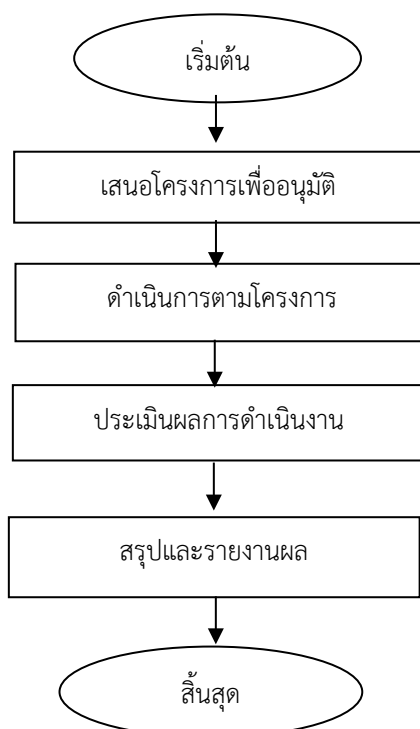 เริ่มต้น
เสนอโครงการเพื่ออนุมัติ
ดำเนินการตามโครงการ
ประเมินผลการดำเนินงาน
สรุปและรายงานผล
สิ้นสุด